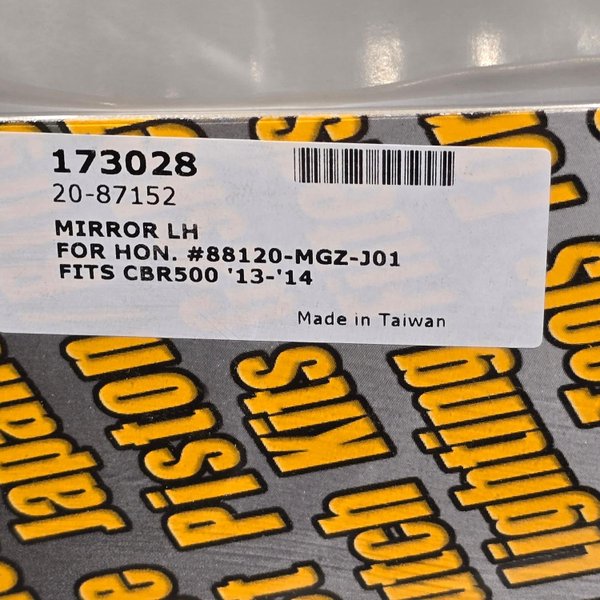 173028
20-87152
MIRROR LH
FOR HON. #88120-MGZ-J01
FITS CBR500 '13-'14
Made in Taiwan
Piston
Kits
Lighting